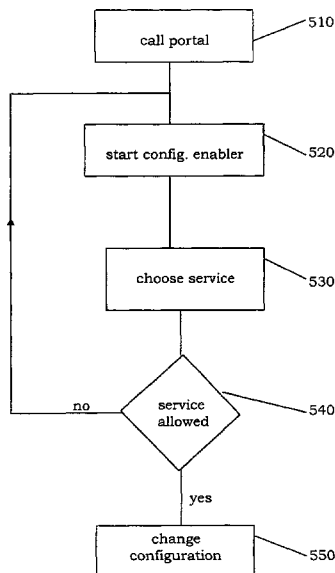 call portal
510
start config. enabler
520
choose service
530
service
allowed
540
no
yes
change
configuration
550